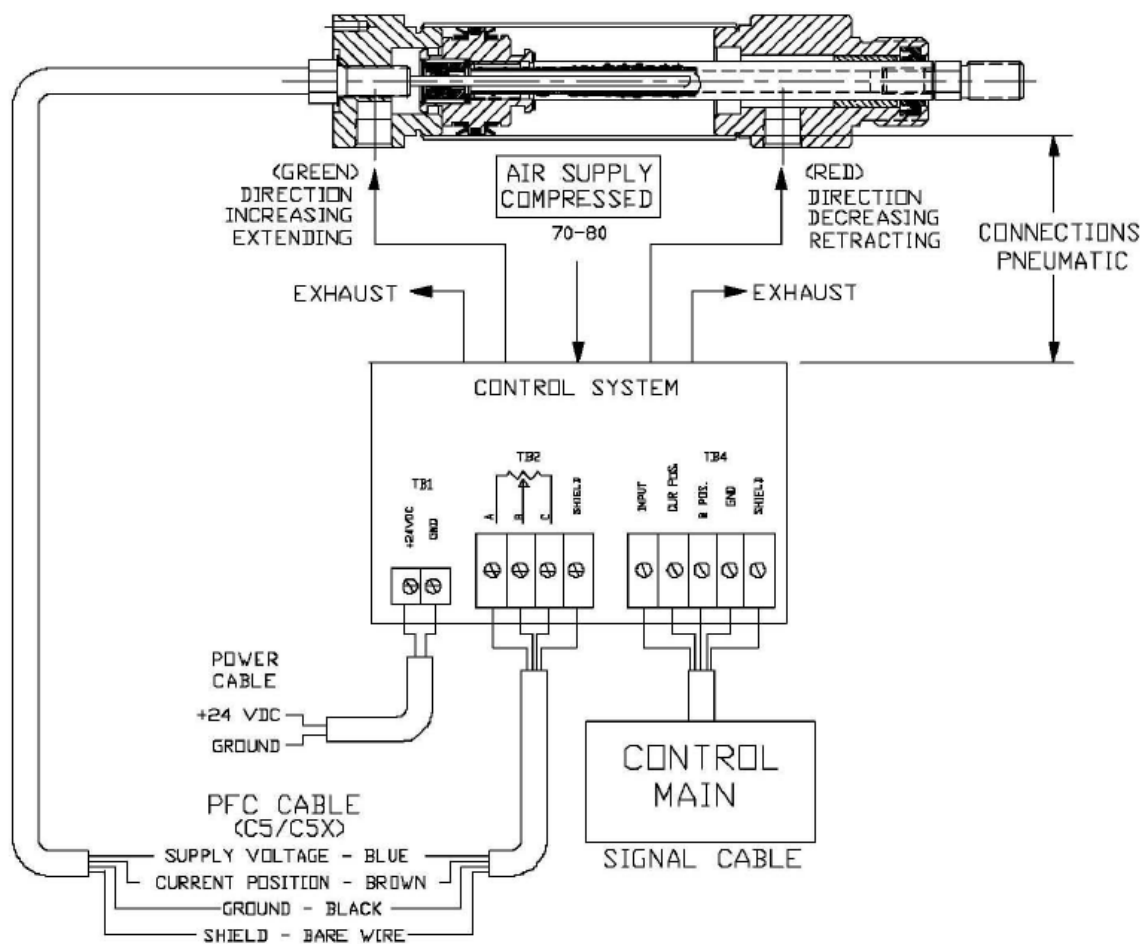 (GREEN)
DIRECTION
INCREASING
EXTENDING
AIR SUPPLY
COMPRESSED
70-80
(RED)
DIRECTION
DECREASING
RETRACTING
CONNECTIONS
PNEUMATIC
EXHAUST
EXHAUST
CONTROL SYSTEM
TB1
+24VDC
GND
TB2
A
B
C
SHIELD
TB4
INPUT
CUR POS.
@ POS.
GND
SHIELD
POWER
CABLE
+24 VDC
GROUND
CONTROL
MAIN
SIGNAL CABLE
PFC CABLE
(C5/C5X)
SUPPLY VOLTAGE - BLUE
CURRENT POSITION - BROWN
GROUND - BLACK
SHIELD - BARE WIRE